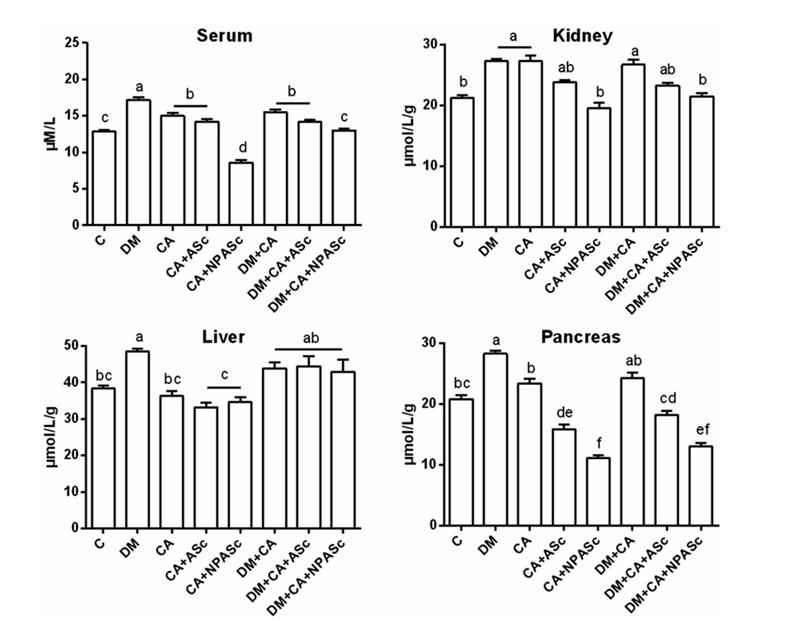 Serum
25
20
15
10
5
0
µM/L
c
a
b
d
b
c
C
DM
CA
CA+ASc
CA+NPASc
DM+CA
DM+CA+ASc
DM+CA+NPASc
Kidney
30
20
10
0
µmol/L/g
b
a
ab
b
a
ab
b
C
DM
CA
CA+ASc
CA+NPASc
DM+CA
DM+CA+ASc
DM+CA+NPASc
Liver
50
40
30
20
10
0
µmol/L/g
bc
a
bc
c
ab
C
DM
CA
CA+ASc
CA+NPASc
DM+CA
DM+CA+ASc
DM+CA+NPASc
Pancreas
30
20
10
0
µmol/L/g
bc
a
b
de
f
ab
cd
ef
C
DM
CA
CA+ASc
CA+NPASc
DM+CA
DM+CA+ASc
DM+CA+NPASc